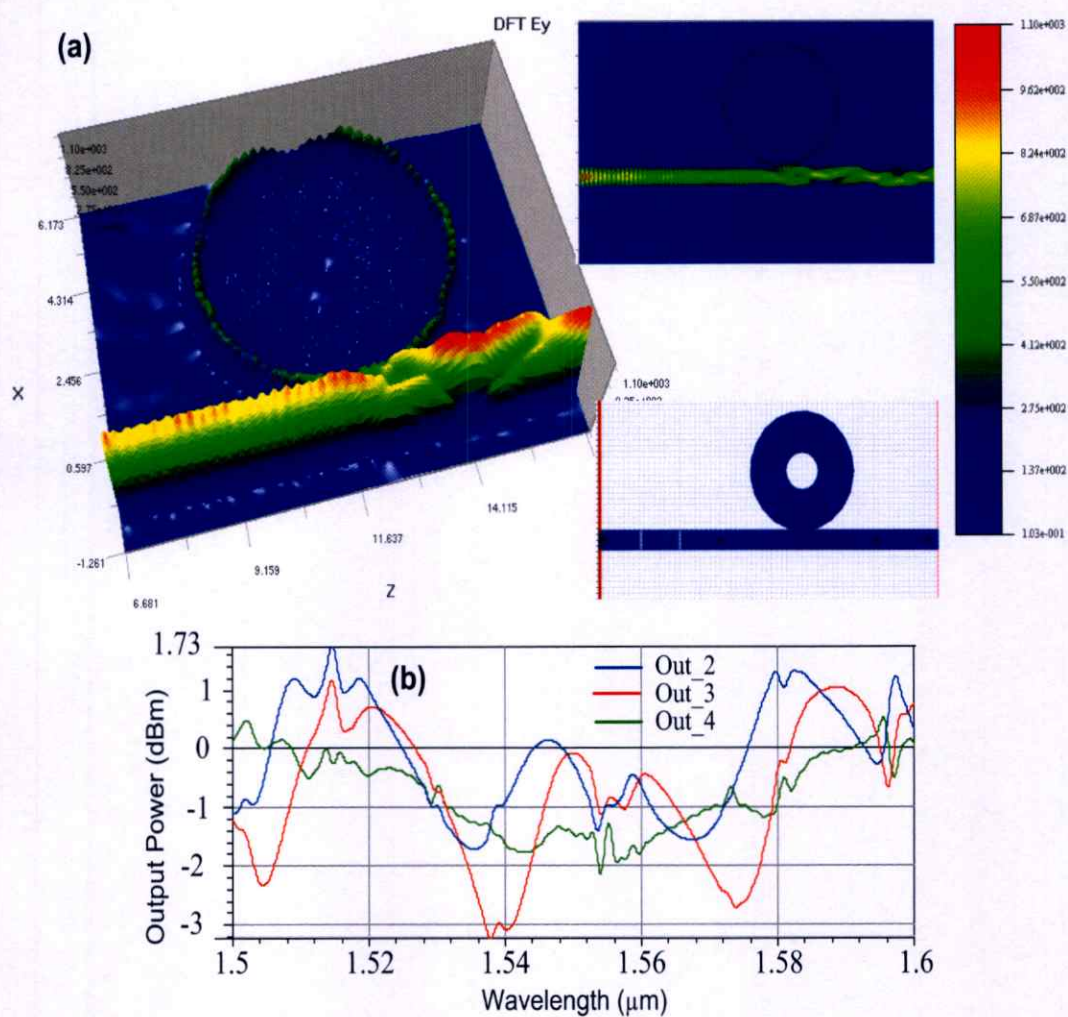 (a)
DFT Ey
1.10e+003
9.62e+002
8.24e+002
6.87e+002
5.50e+002
4.12e+002
2.75e+002
1.37e+002
1.03e-001
1.10e+003
5.50e+002
6.173
4.314
2.456
0.597
-1.261
X
6.681
9.159
11.637
14.115
Z
1.10e+003
(b)
Out_2
Out_3
Out_4
Output Power (dBm)
1.73
1
0
-1
-2
-3
1.5
1.52
1.54
1.56
1.58
1.6
Wavelength (μm)